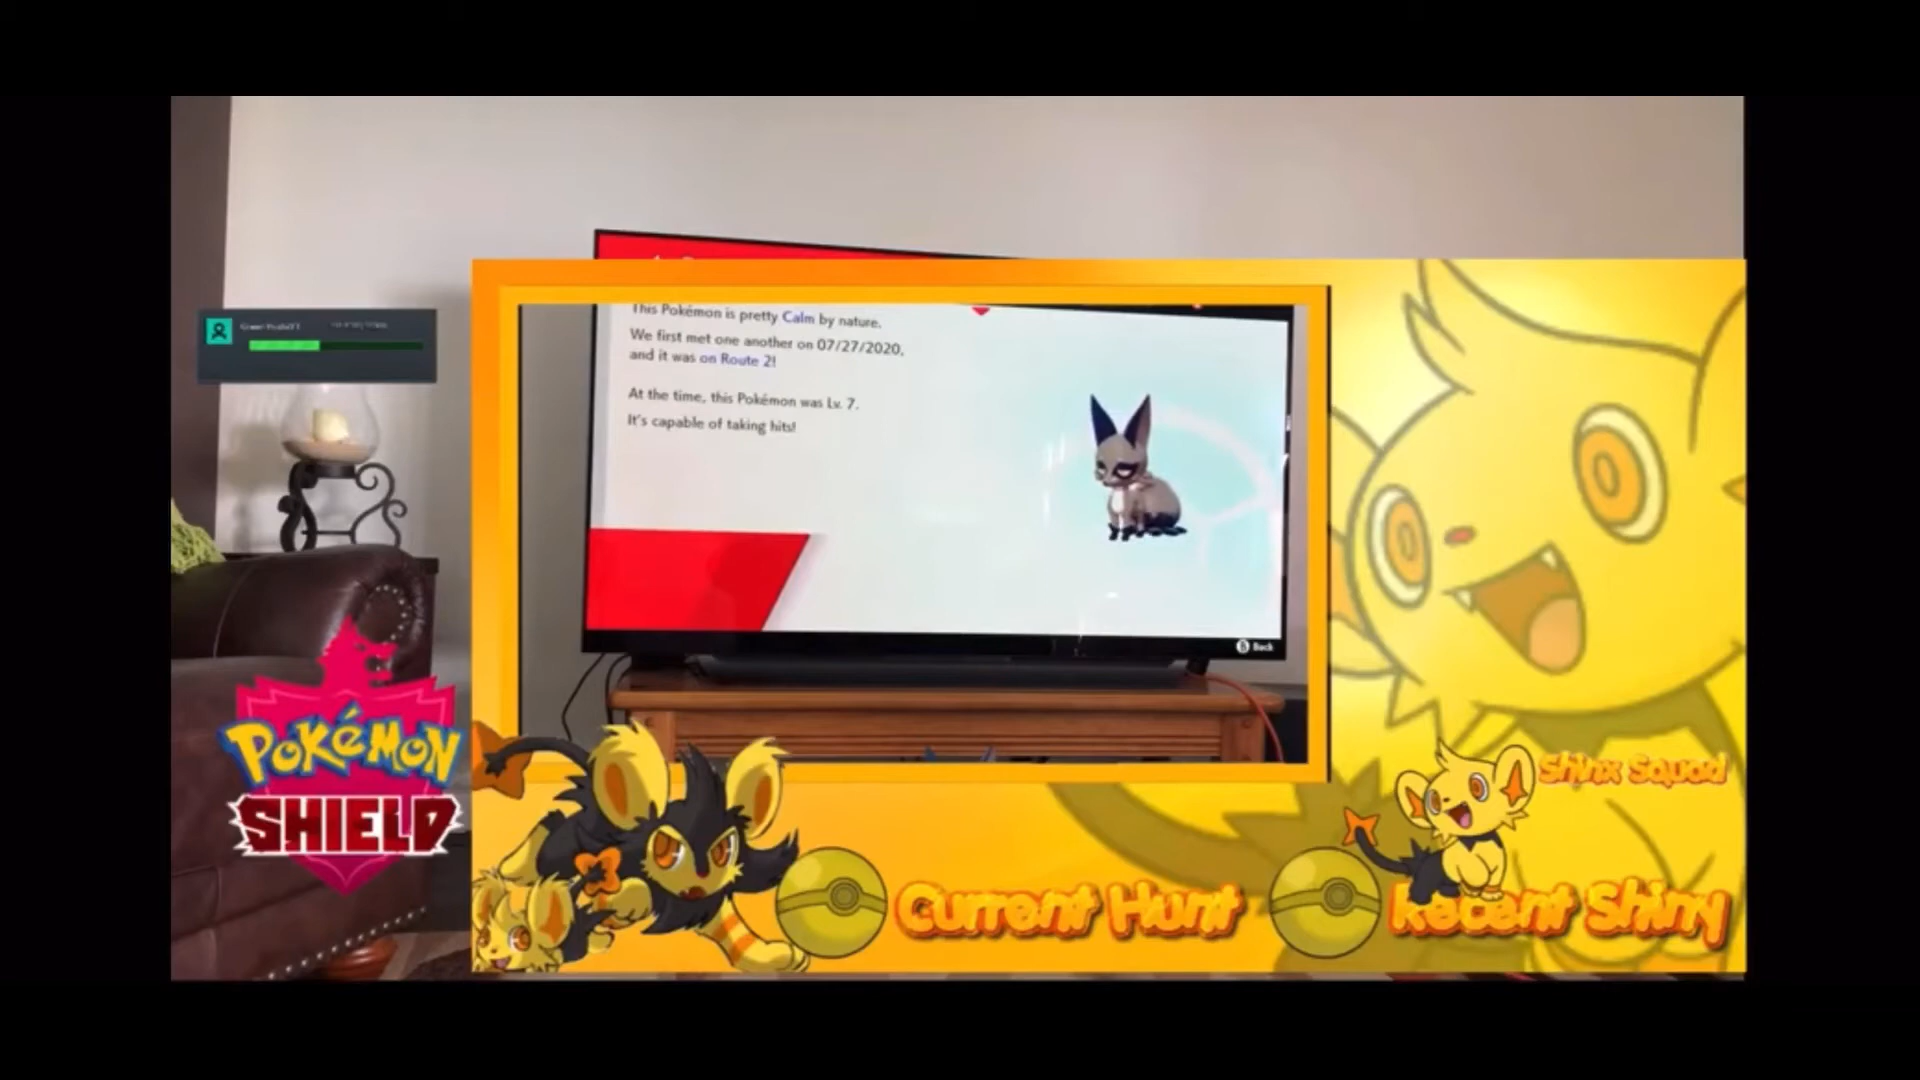 This Pokémon is pretty Calm by nature.
We first met one another on 07/27/2020,
and it was on Route 2!
At the time, this Pokémon was Lv. 7.
It's capable of taking hits!
B Back
POKÉMON
SHIELD
Shinx Squad
Current Hunt
Recent Shiny